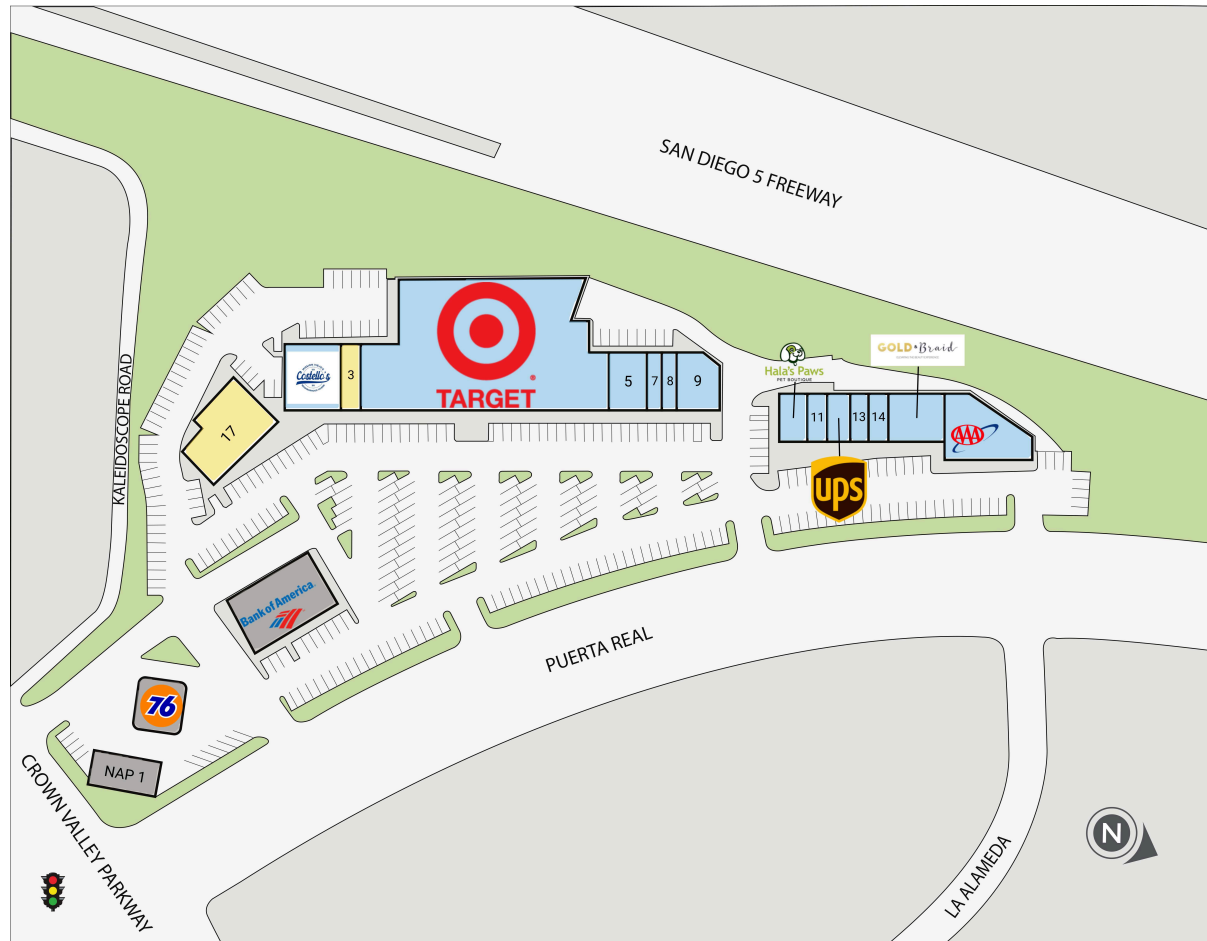 SAN DIEGO 5 FREEWAY
KALEIDOSCOPE ROAD
Costello's
3
TARGET
5
7
8
9
17
Hala's Paws
PET BOUTIQUE
GOLD Braid
11
13
14
AAA
ups
Bank of America
PUERTA REAL
76
NAP 1
CROWN VALLEY PARKWAY
LA ALAMEDA
N